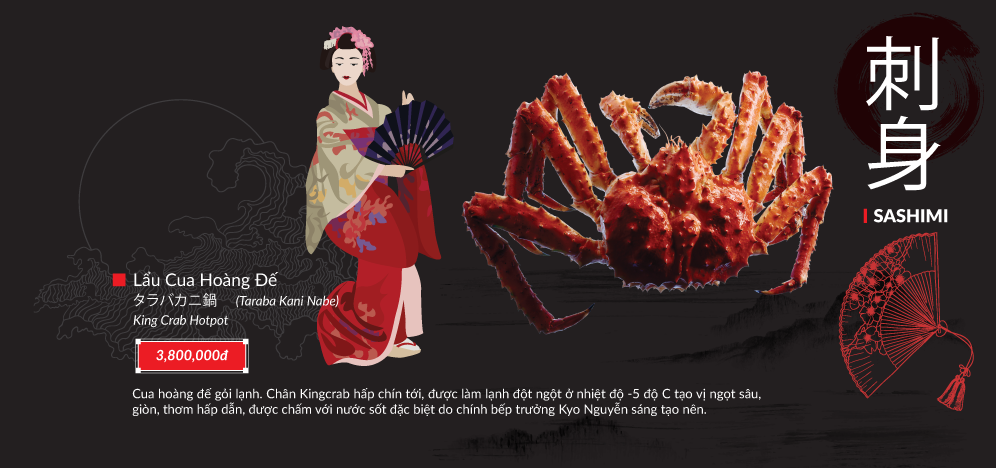 刺身
SASHIMI
Lẩu Cua Hoàng Đế
タラバカニ鍋 (Taraba Kani Nabe)
King Crab Hotpot
3,800,000đ
Cua hoàng đế gỏi lạnh. Chân Kingcrab hấp chín tới, được làm lạnh đột ngột ở nhiệt độ -5 độ C tạo vị ngọt sâu,
giòn, thơm hấp dẫn, được chấm với nước sốt đặc biệt do chính bếp trưởng Kyo Nguyễn sáng tạo nên.